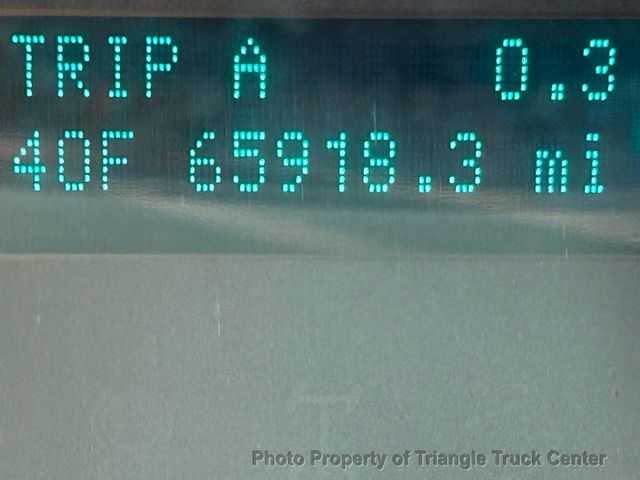 TRIP A 0.3
40F 65918.3 mi
Photo Property of Triangle Truck Center